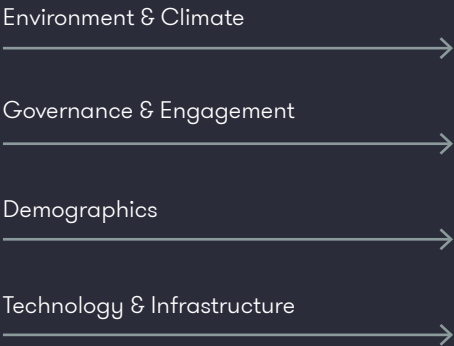 Environment & Climate
Governance & Engagement
Demographics
Technology & Infrastructure